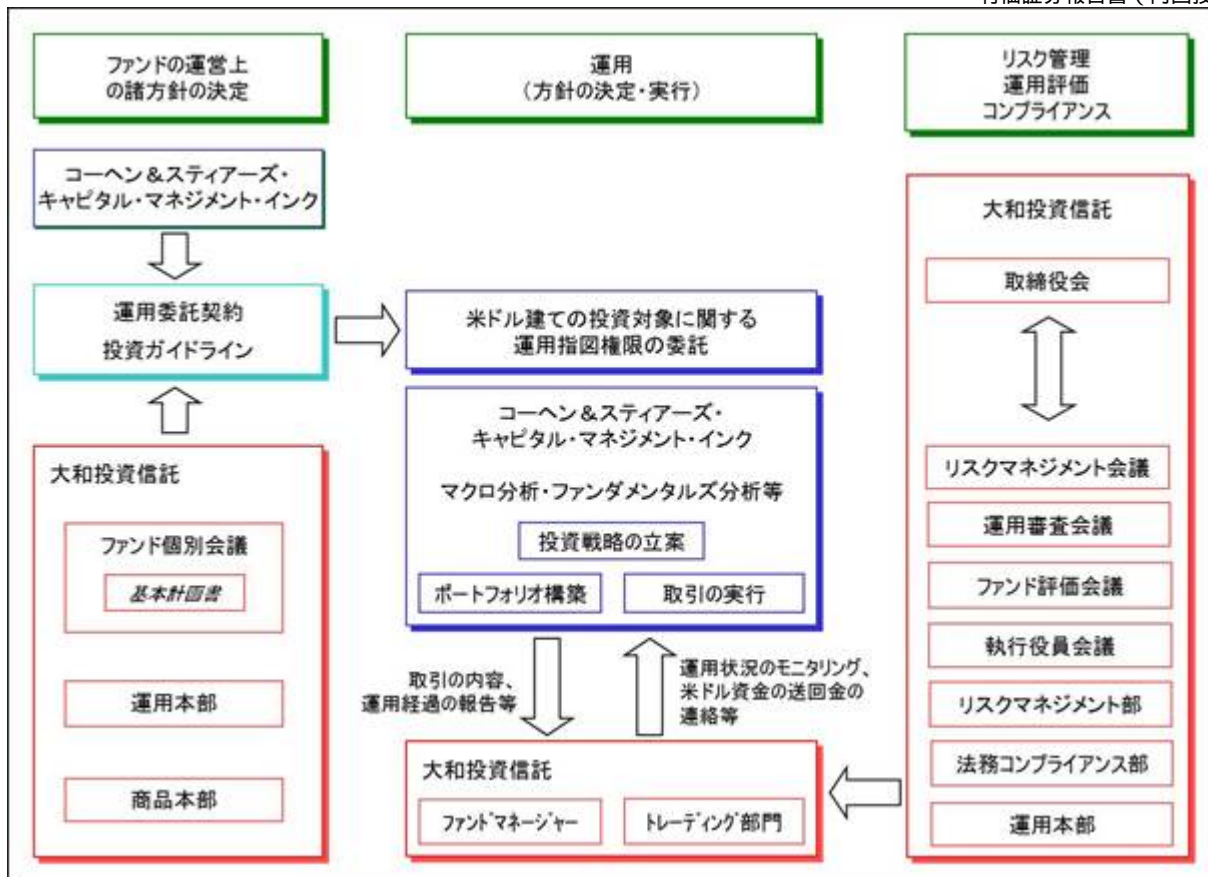 ファンドの運営上
の諸方針の決定
コーヘン＆スティアーズ・
キャピタル・マネジメント・インク
運用委託契約
投資ガイドライン
大和投資信託
ファンド個別会議
基本計画書
運用本部
商品本部
運用
（方針の決定・実行）
米ドル建ての投資対象に関する
運用指図権限の委託
コーヘン＆スティアーズ・
キャピタル・マネジメント・インク
マクロ分析・ファンダメンタルズ分析等
投資戦略の立案
ポートフォリオ構築
取引の実行
取引の内容、
運用経過の報告等
運用状況のモニタリング、
米ドル資金の送回金の
連絡等
大和投資信託
ファンドマネージャー
トレーディング部門
リスク管理
運用評価
コンプライアンス
大和投資信託
取締役会
リスクマネジメント会議
運用審査会議
ファンド評価会議
執行役員会議
リスクマネジメント部
法務コンプライアンス部
運用本部